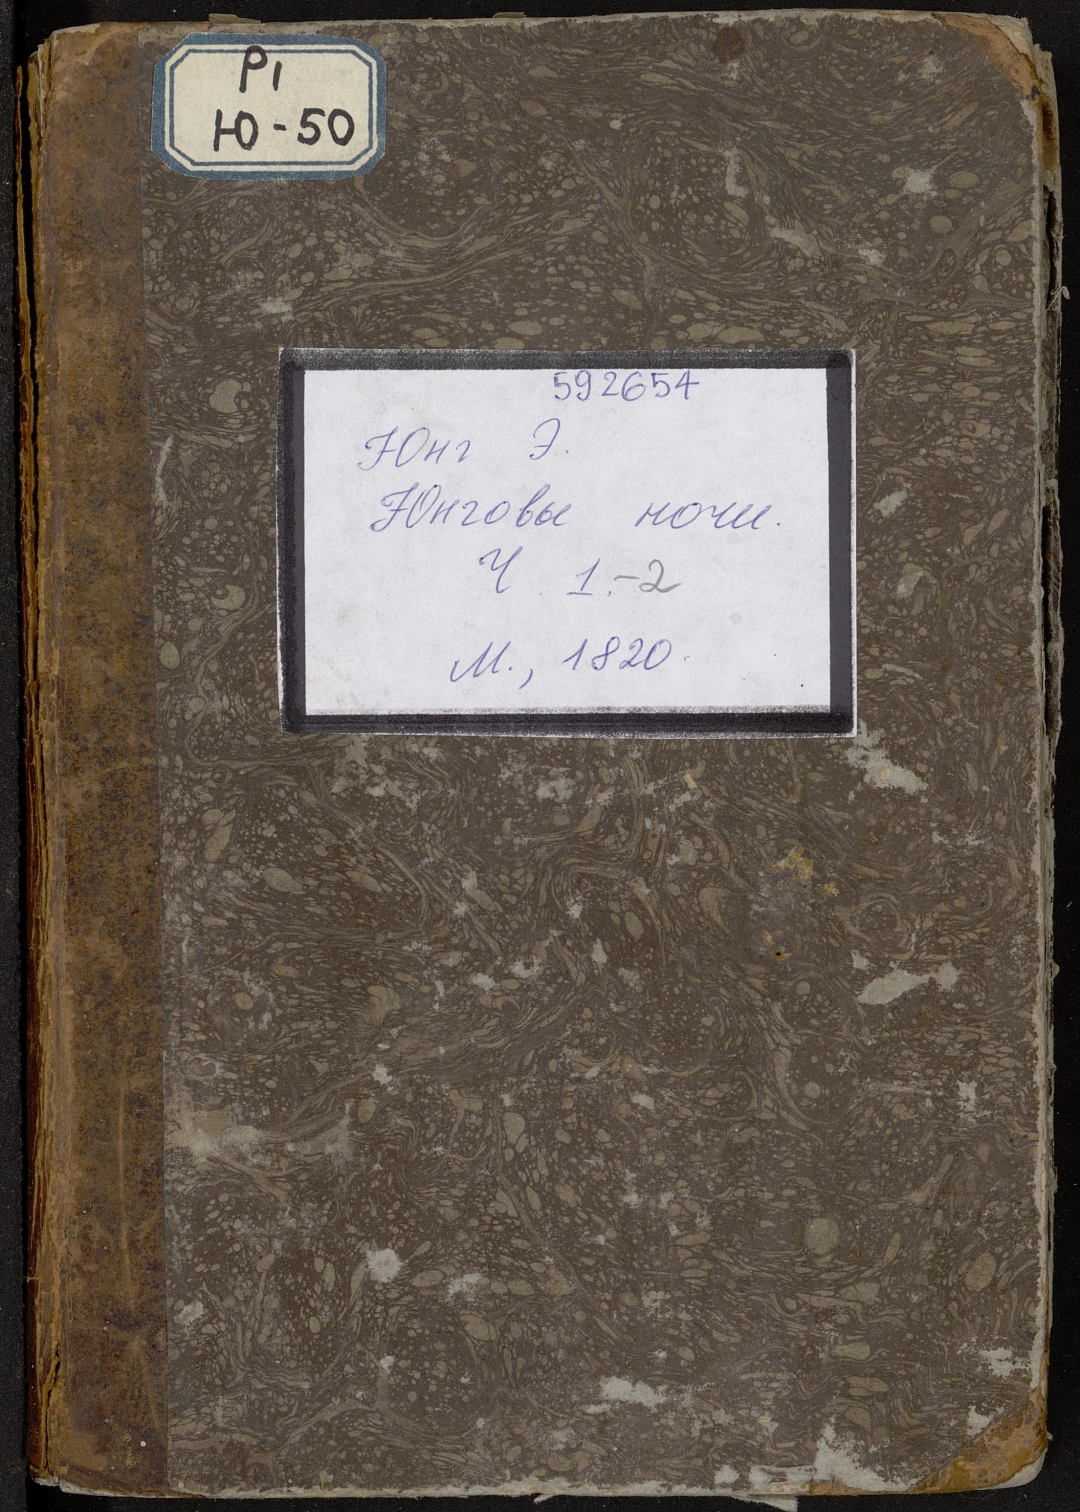 Р1
Ю-50
592654
Юнг Э.
Юнговы ночи.
Ч. 1.-2
М., 1820.